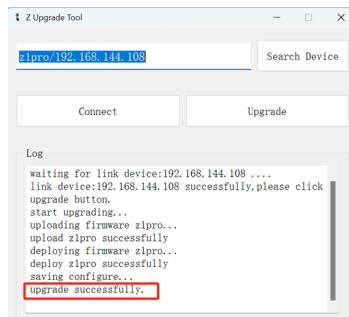 Z Upgrade Tool
z1pro/192.168.144.108
Search Device
Connect
Upgrade
Log
waiting for link device:192.168.144.108 ....
link device:192.168.144.108 successfully,please click
upgrade button.
start upgrading...
uploading firmware z1pro...
upload z1pro successfully
deploying firmware z1pro...
deploy z1pro successfully
saving configure...
upgrade successfully.